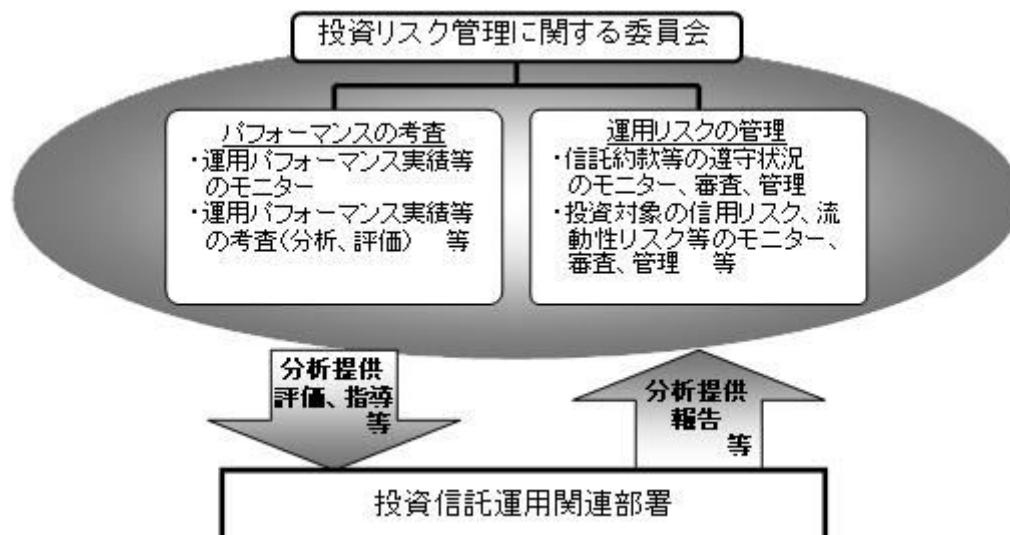 投資リスク管理に関する委員会
パフォーマンスの考査
・運用パフォーマンス実績等
のモニター
・運用パフォーマンス実績等
の考査(分析、評価) 等
運用リスクの管理
・信託約款等の遵守状況
のモニター、審査、管理
・投資対象の信用リスク、流
動性リスク等のモニター、
審査、管理 等
分析提供
評価、指導
等
分析提供
報告
等
投資信託運用関連部署